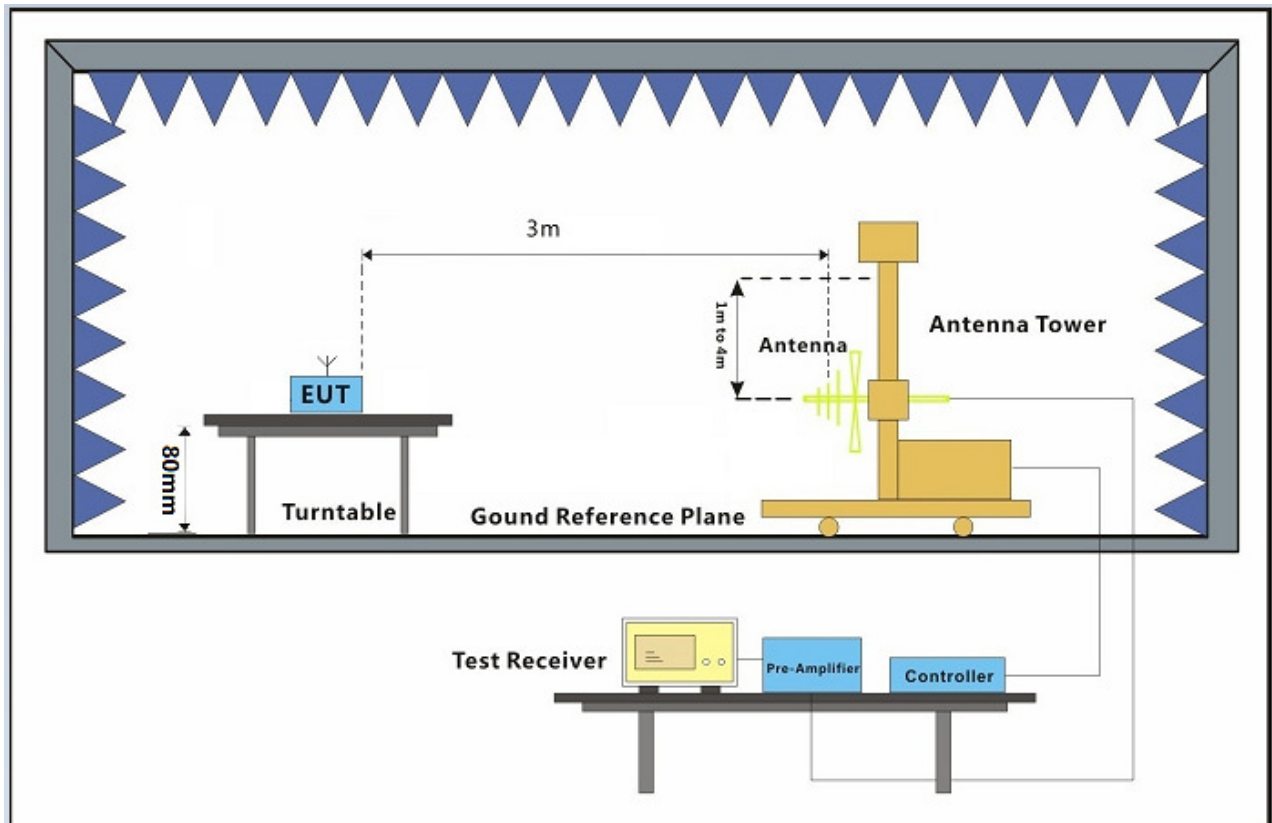 3m
1m to 4m
Antenna Tower
Antenna
EUT
80mm
Turntable
Gound Reference Plane
Test Receiver
Pre-Amplifier
Controller